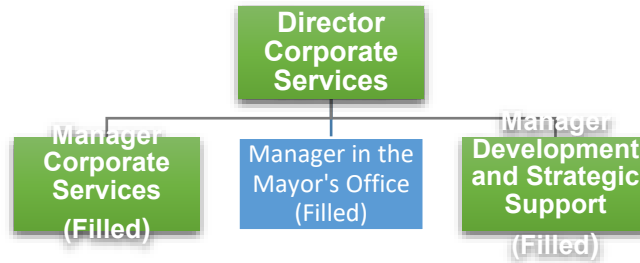 Director
Corporate
Services
Manager
Corporate
Services
(Filled)
Manager in the
Mayor's Office
(Filled)
Manager
Development
and Strategic
Support
(Filled)